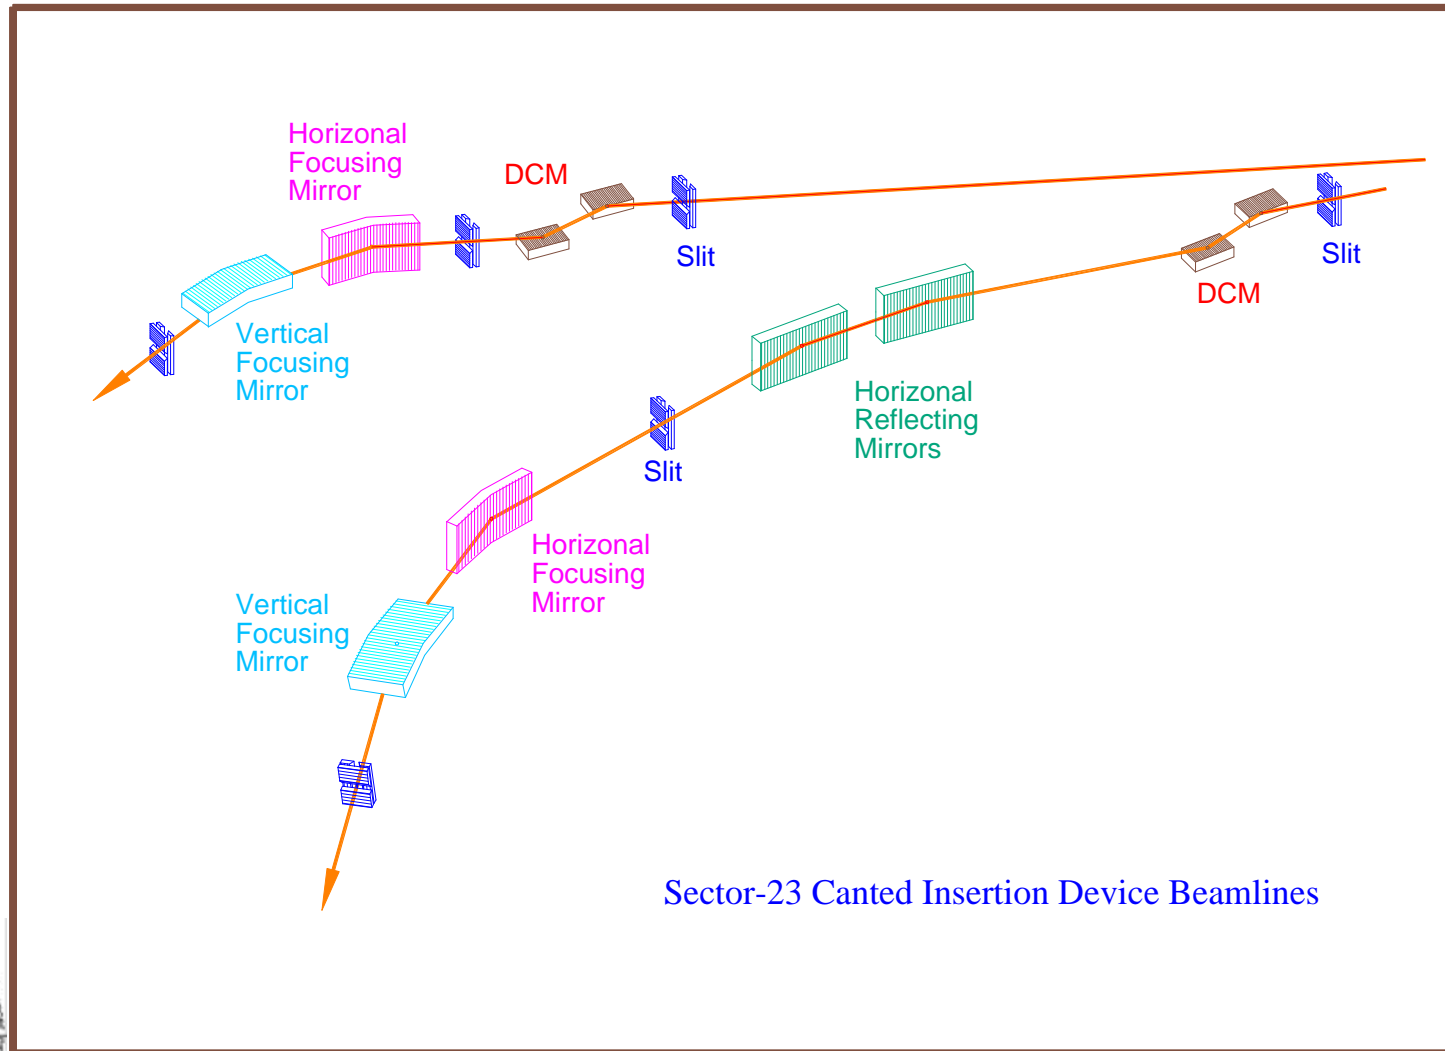 Horizonal
Focusing
Mirror
DCM
Slit
Slit
DCM
Vertical
Focusing
Mirror
Horizonal
Reflecting
Mirrors
Slit
Horizonal
Focusing
Mirror
Vertical
Focusing
Mirror
Sector-23 Canted Insertion Device Beamlines